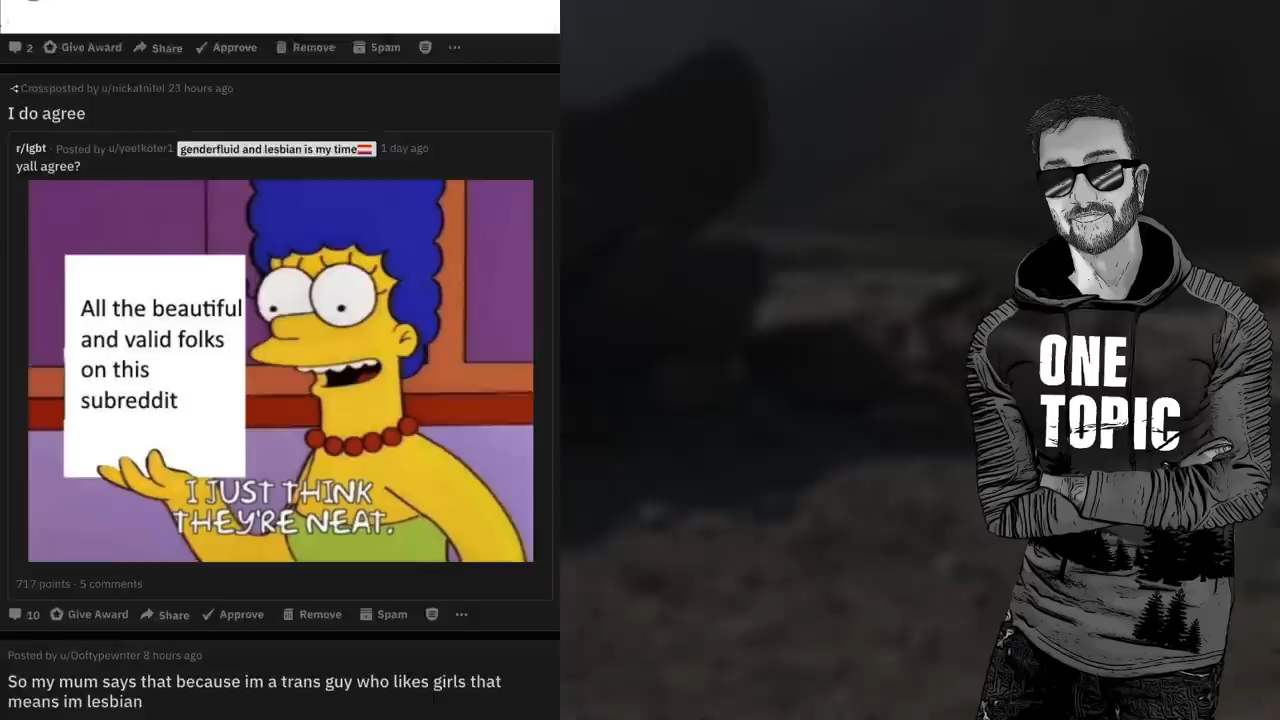 2 Give Award Share Approve Remove Spam
Crossposted by u/nickatnitel 23 hours ago
I do agree
r/lgbt · Posted by u/yeetkoter1 genderfluid and lesbian is my time 1 day ago
yall agree?
All the beautiful
and valid folks
on this
subreddit
I JUST THINK
THEY'RE NEAT.
717 points · 5 comments
10 Give Award Share Approve Remove Spam
Posted by u/Ooftypewriter 8 hours ago
So my mum says that because im a trans guy who likes girls that
means im lesbian
ONE
TOPIC